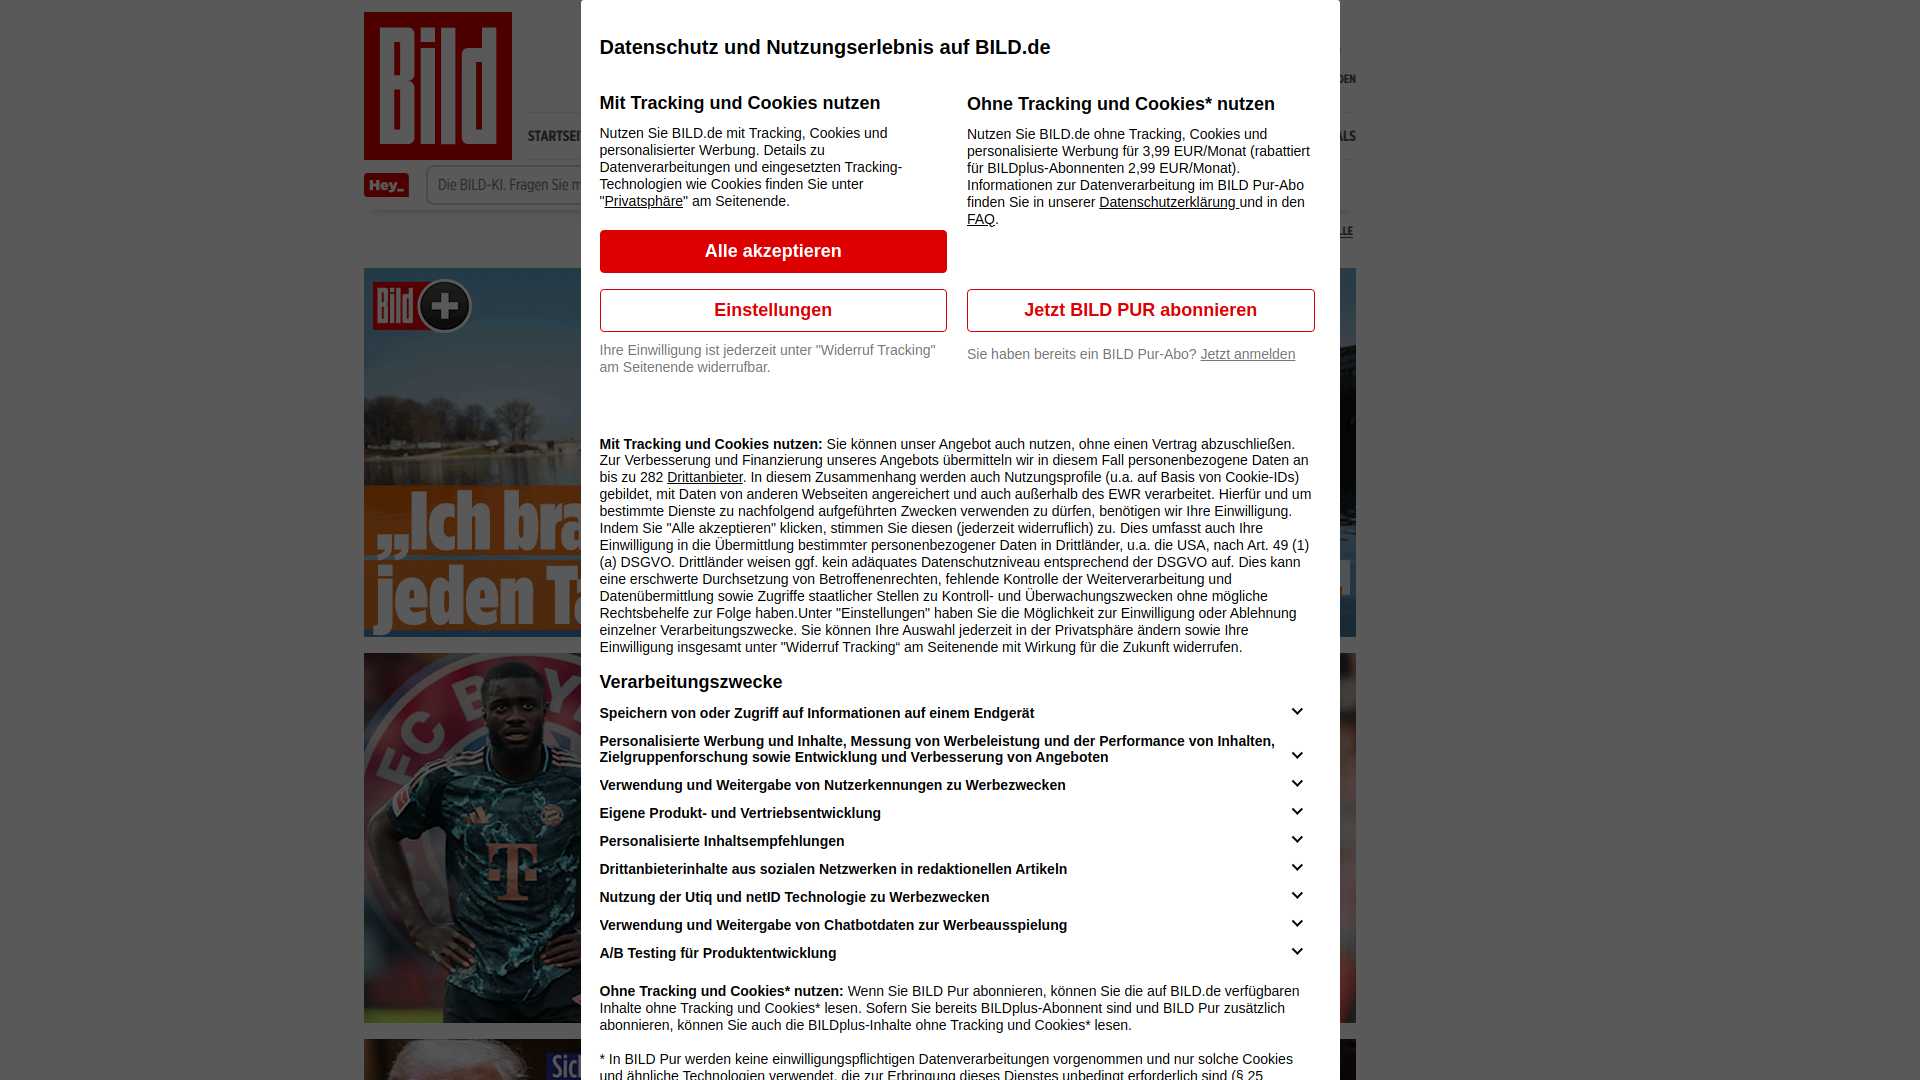 Bild
STARTSEI
Hey_
Die BILD-KI. Fragen Sie m
DEN
ALS
LLE
Bild
„Ich bra
jeden Ta
FC BAY
T
Sich
Datenschutz und Nutzungserlebnis auf BILD.de
Mit Tracking und Cookies nutzen
Nutzen Sie BILD.de mit Tracking, Cookies und
personalisierter Werbung. Details zu
Datenverarbeitungen und eingesetzten Tracking-
Technologien wie Cookies finden Sie unter
"Privatsphäre" am Seitenende.
Alle akzeptieren
Einstellungen
Ihre Einwilligung ist jederzeit unter "Widerruf Tracking"
am Seitenende widerrufbar.
Ohne Tracking und Cookies* nutzen
Nutzen Sie BILD.de ohne Tracking, Cookies und
personalisierte Werbung für 3,99 EUR/Monat (rabattiert
für BILDplus-Abonnenten 2,99 EUR/Monat).
Informationen zur Datenverarbeitung im BILD Pur-Abo
finden Sie in unserer Datenschutzerklärung und in den
FAQ.
Jetzt BILD PUR abonnieren
Sie haben bereits ein BILD Pur-Abo? Jetzt anmelden
Mit Tracking und Cookies nutzen: Sie können unser Angebot auch nutzen, ohne einen Vertrag abzuschließen.
Zur Verbesserung und Finanzierung unseres Angebots übermitteln wir in diesem Fall personenbezogene Daten an
bis zu 282 Drittanbieter. In diesem Zusammenhang werden auch Nutzungsprofile (u.a. auf Basis von Cookie-IDs)
gebildet, mit Daten von anderen Webseiten angereichert und auch außerhalb des EWR verarbeitet. Hierfür und um
bestimmte Dienste zu nachfolgend aufgeführten Zwecken verwenden zu dürfen, benötigen wir Ihre Einwilligung.
Indem Sie "Alle akzeptieren" klicken, stimmen Sie diesen (jederzeit widerruflich) zu. Dies umfasst auch Ihre
Einwilligung in die Übermittlung bestimmter personenbezogener Daten in Drittländer, u.a. die USA, nach Art. 49 (1)
(a) DSGVO. Drittländer weisen ggf. kein adäquates Datenschutzniveau entsprechend der DSGVO auf. Dies kann
eine erschwerte Durchsetzung von Betroffenenrechten, fehlende Kontrolle der Weiterverarbeitung und
Datenübermittlung sowie Zugriffe staatlicher Stellen zu Kontroll- und Überwachungszwecken ohne mögliche
Rechtsbehelfe zur Folge haben.Unter "Einstellungen" haben Sie die Möglichkeit zur Einwilligung oder Ablehnung
einzelner Verarbeitungszwecke. Sie können Ihre Auswahl jederzeit in der Privatsphäre ändern sowie Ihre
Einwilligung insgesamt unter "Widerruf Tracking“ am Seitenende mit Wirkung für die Zukunft widerrufen.
Verarbeitungszwecke
Speichern von oder Zugriff auf Informationen auf einem Endgerät
Personalisierte Werbung und Inhalte, Messung von Werbeleistung und der Performance von Inhalten,
Zielgruppenforschung sowie Entwicklung und Verbesserung von Angeboten
Verwendung und Weitergabe von Nutzerkennungen zu Werbezwecken
Eigene Produkt- und Vertriebsentwicklung
Personalisierte Inhaltsempfehlungen
Drittanbieterinhalte aus sozialen Netzwerken in redaktionellen Artikeln
Nutzung der Utiq und netID Technologie zu Werbezwecken
Verwendung und Weitergabe von Chatbotdaten zur Werbeausspielung
A/B Testing für Produktentwicklung
Ohne Tracking und Cookies* nutzen: Wenn Sie BILD Pur abonnieren, können Sie die auf BILD.de verfügbaren
Inhalte ohne Tracking und Cookies* lesen. Sofern Sie bereits BILDplus-Abonnent sind und BILD Pur zusätzlich
abonnieren, können Sie auch die BILDplus-Inhalte ohne Tracking und Cookies* lesen.
* In BILD Pur werden keine einwilligungspflichtigen Datenverarbeitungen vorgenommen und nur solche Cookies
und ähnliche Technologien verwendet, die zur Erbringung dieses Dienstes unbedingt erforderlich sind (§ 25